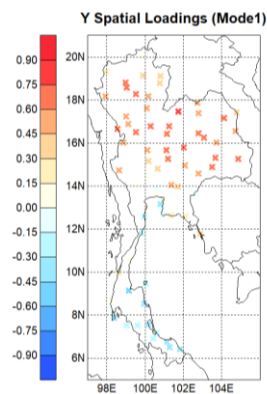 Y Spatial Loadings (Mode1)
0.90
0.75
0.60
0.45
0.30
0.15
0.00
-0.15
-0.30
-0.45
-0.60
-0.75
-0.90
20N
18N
16N
14N
12N
10N
8N
6N
98E 100E 102E 104E